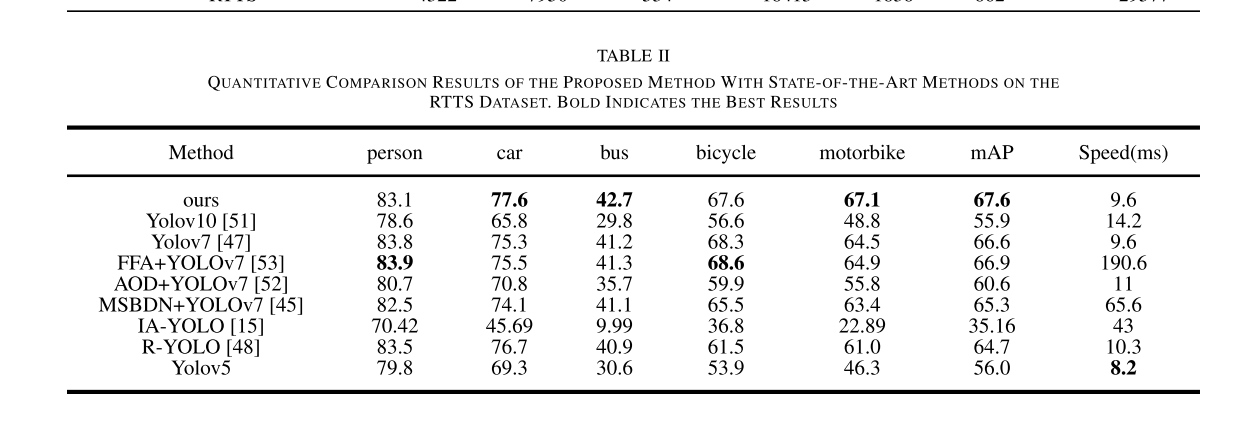 TABLE II
QUANTITATIVE COMPARISON RESULTS OF THE PROPOSED METHOD WITH STATE-OF-THE-ART METHODS ON THE
RTTS DATASET. BOLD INDICATES THE BEST RESULTS
Method person car bus bicycle motorbike mAP Speed(ms)
ours 83.1 77.6 42.7 67.6 67.1 67.6 9.6
Yolov10 [51] 78.6 65.8 29.8 56.6 48.8 55.9 14.2
Yolov7 [47] 83.8 75.3 41.2 68.3 64.5 66.6 9.6
FFA+YOLOv7 [53] 83.9 75.5 41.3 68.6 64.9 66.9 190.6
AOD+YOLOv7 [52] 80.7 70.8 35.7 59.9 55.8 60.6 11
MSBDN+YOLOv7 [45] 82.5 74.1 41.1 65.5 63.4 65.3 65.6
IA-YOLO [15] 70.42 45.69 9.99 36.8 22.89 35.16 43
R-YOLO [48] 83.5 76.7 40.9 61.5 61.0 64.7 10.3
Yolov5 79.8 69.3 30.6 53.9 46.3 56.0 8.2